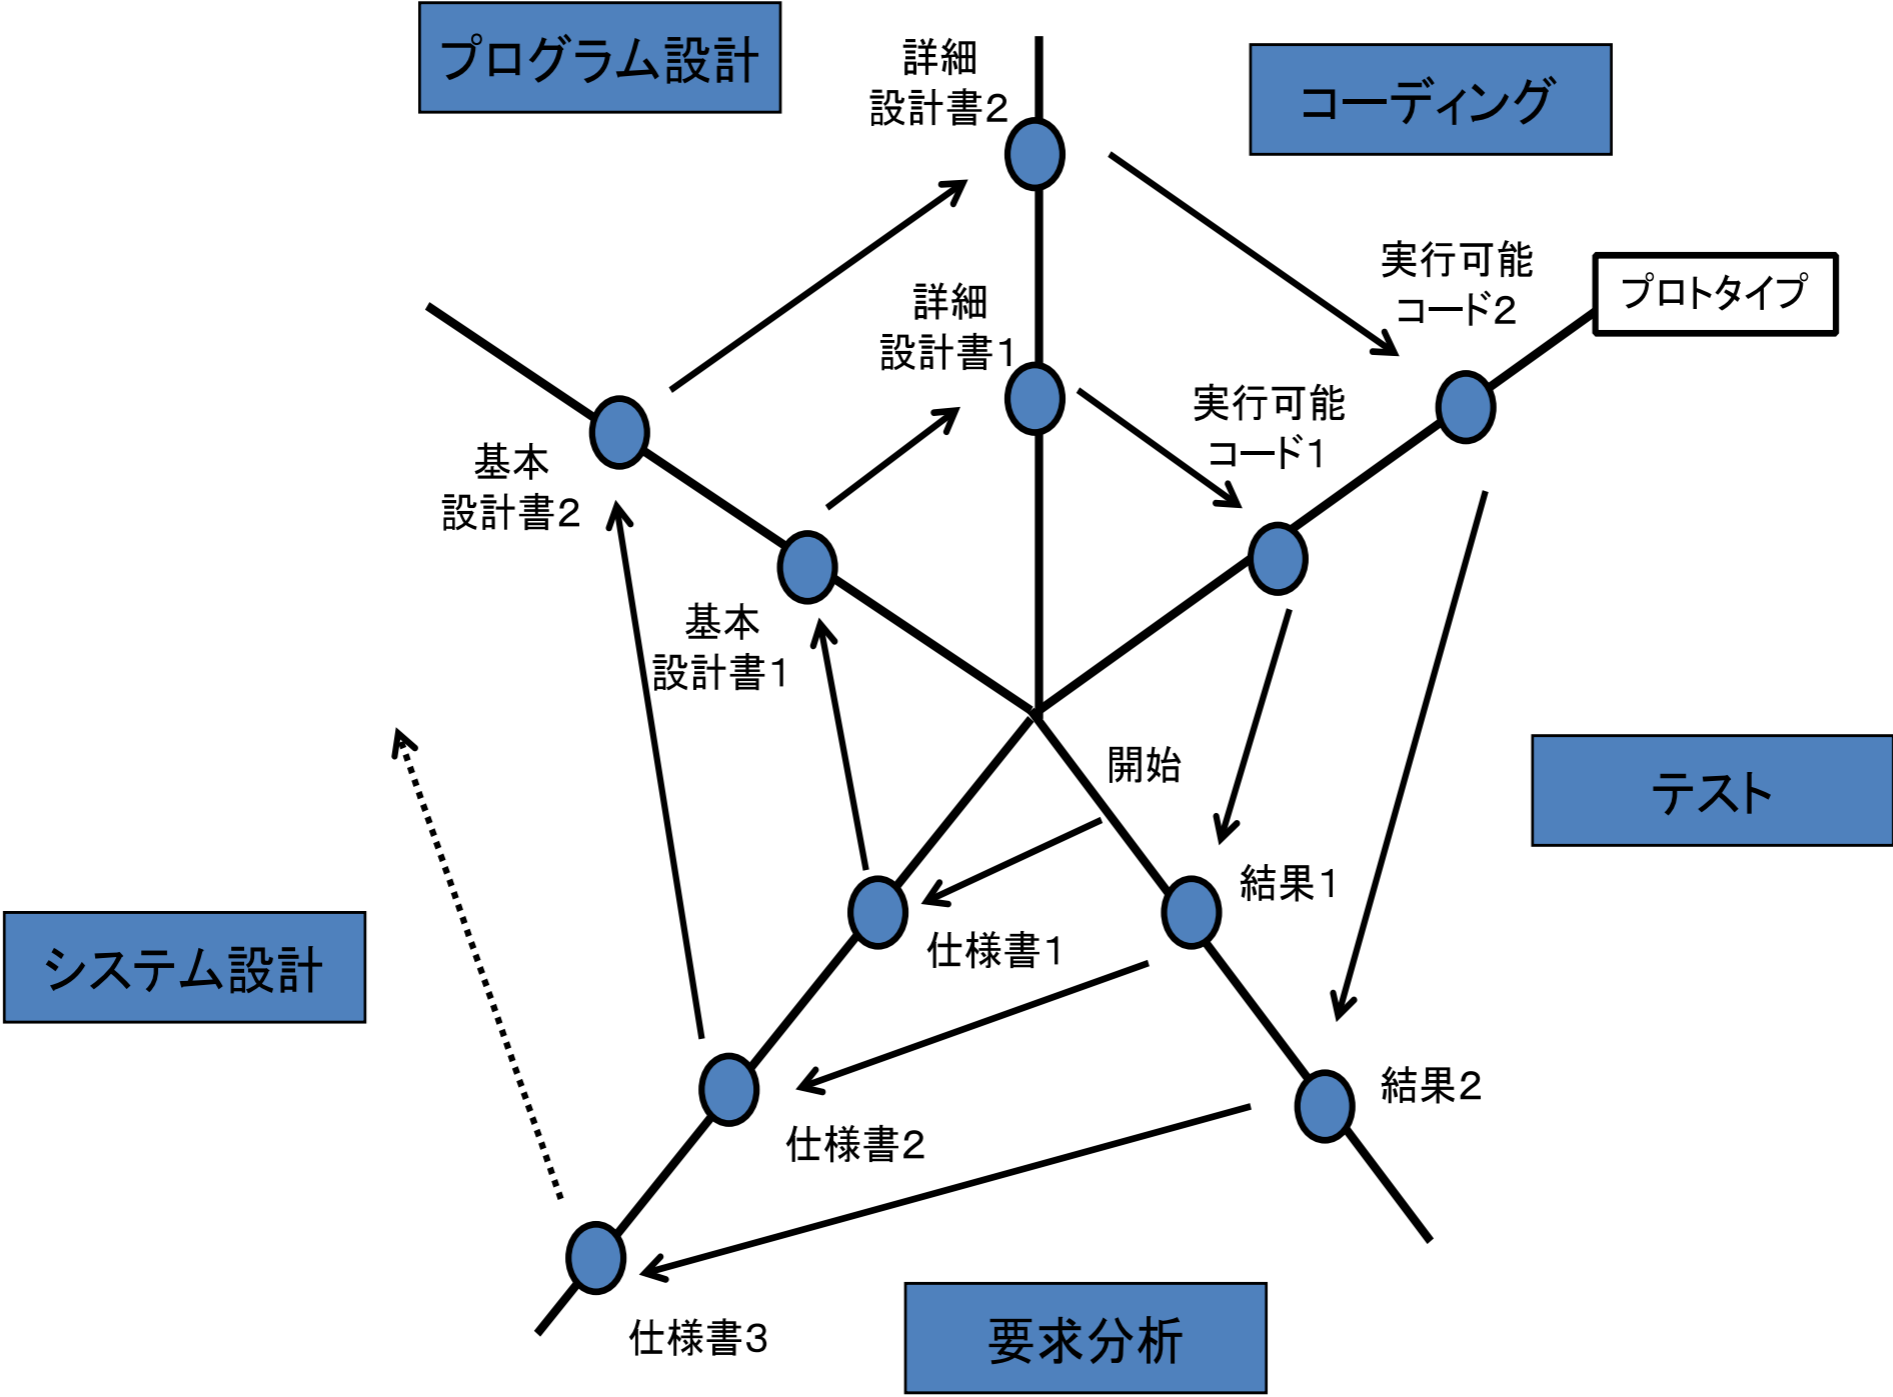 プログラム設計
詳細
設計書2
コーディング
実行可能
コード2
プロトタイプ
詳細
設計書1
実行可能
コード1
基本
設計書2
基本
設計書1
開始
テスト
結果1
仕様書1
システム設計
結果2
仕様書2
仕様書3
要求分析